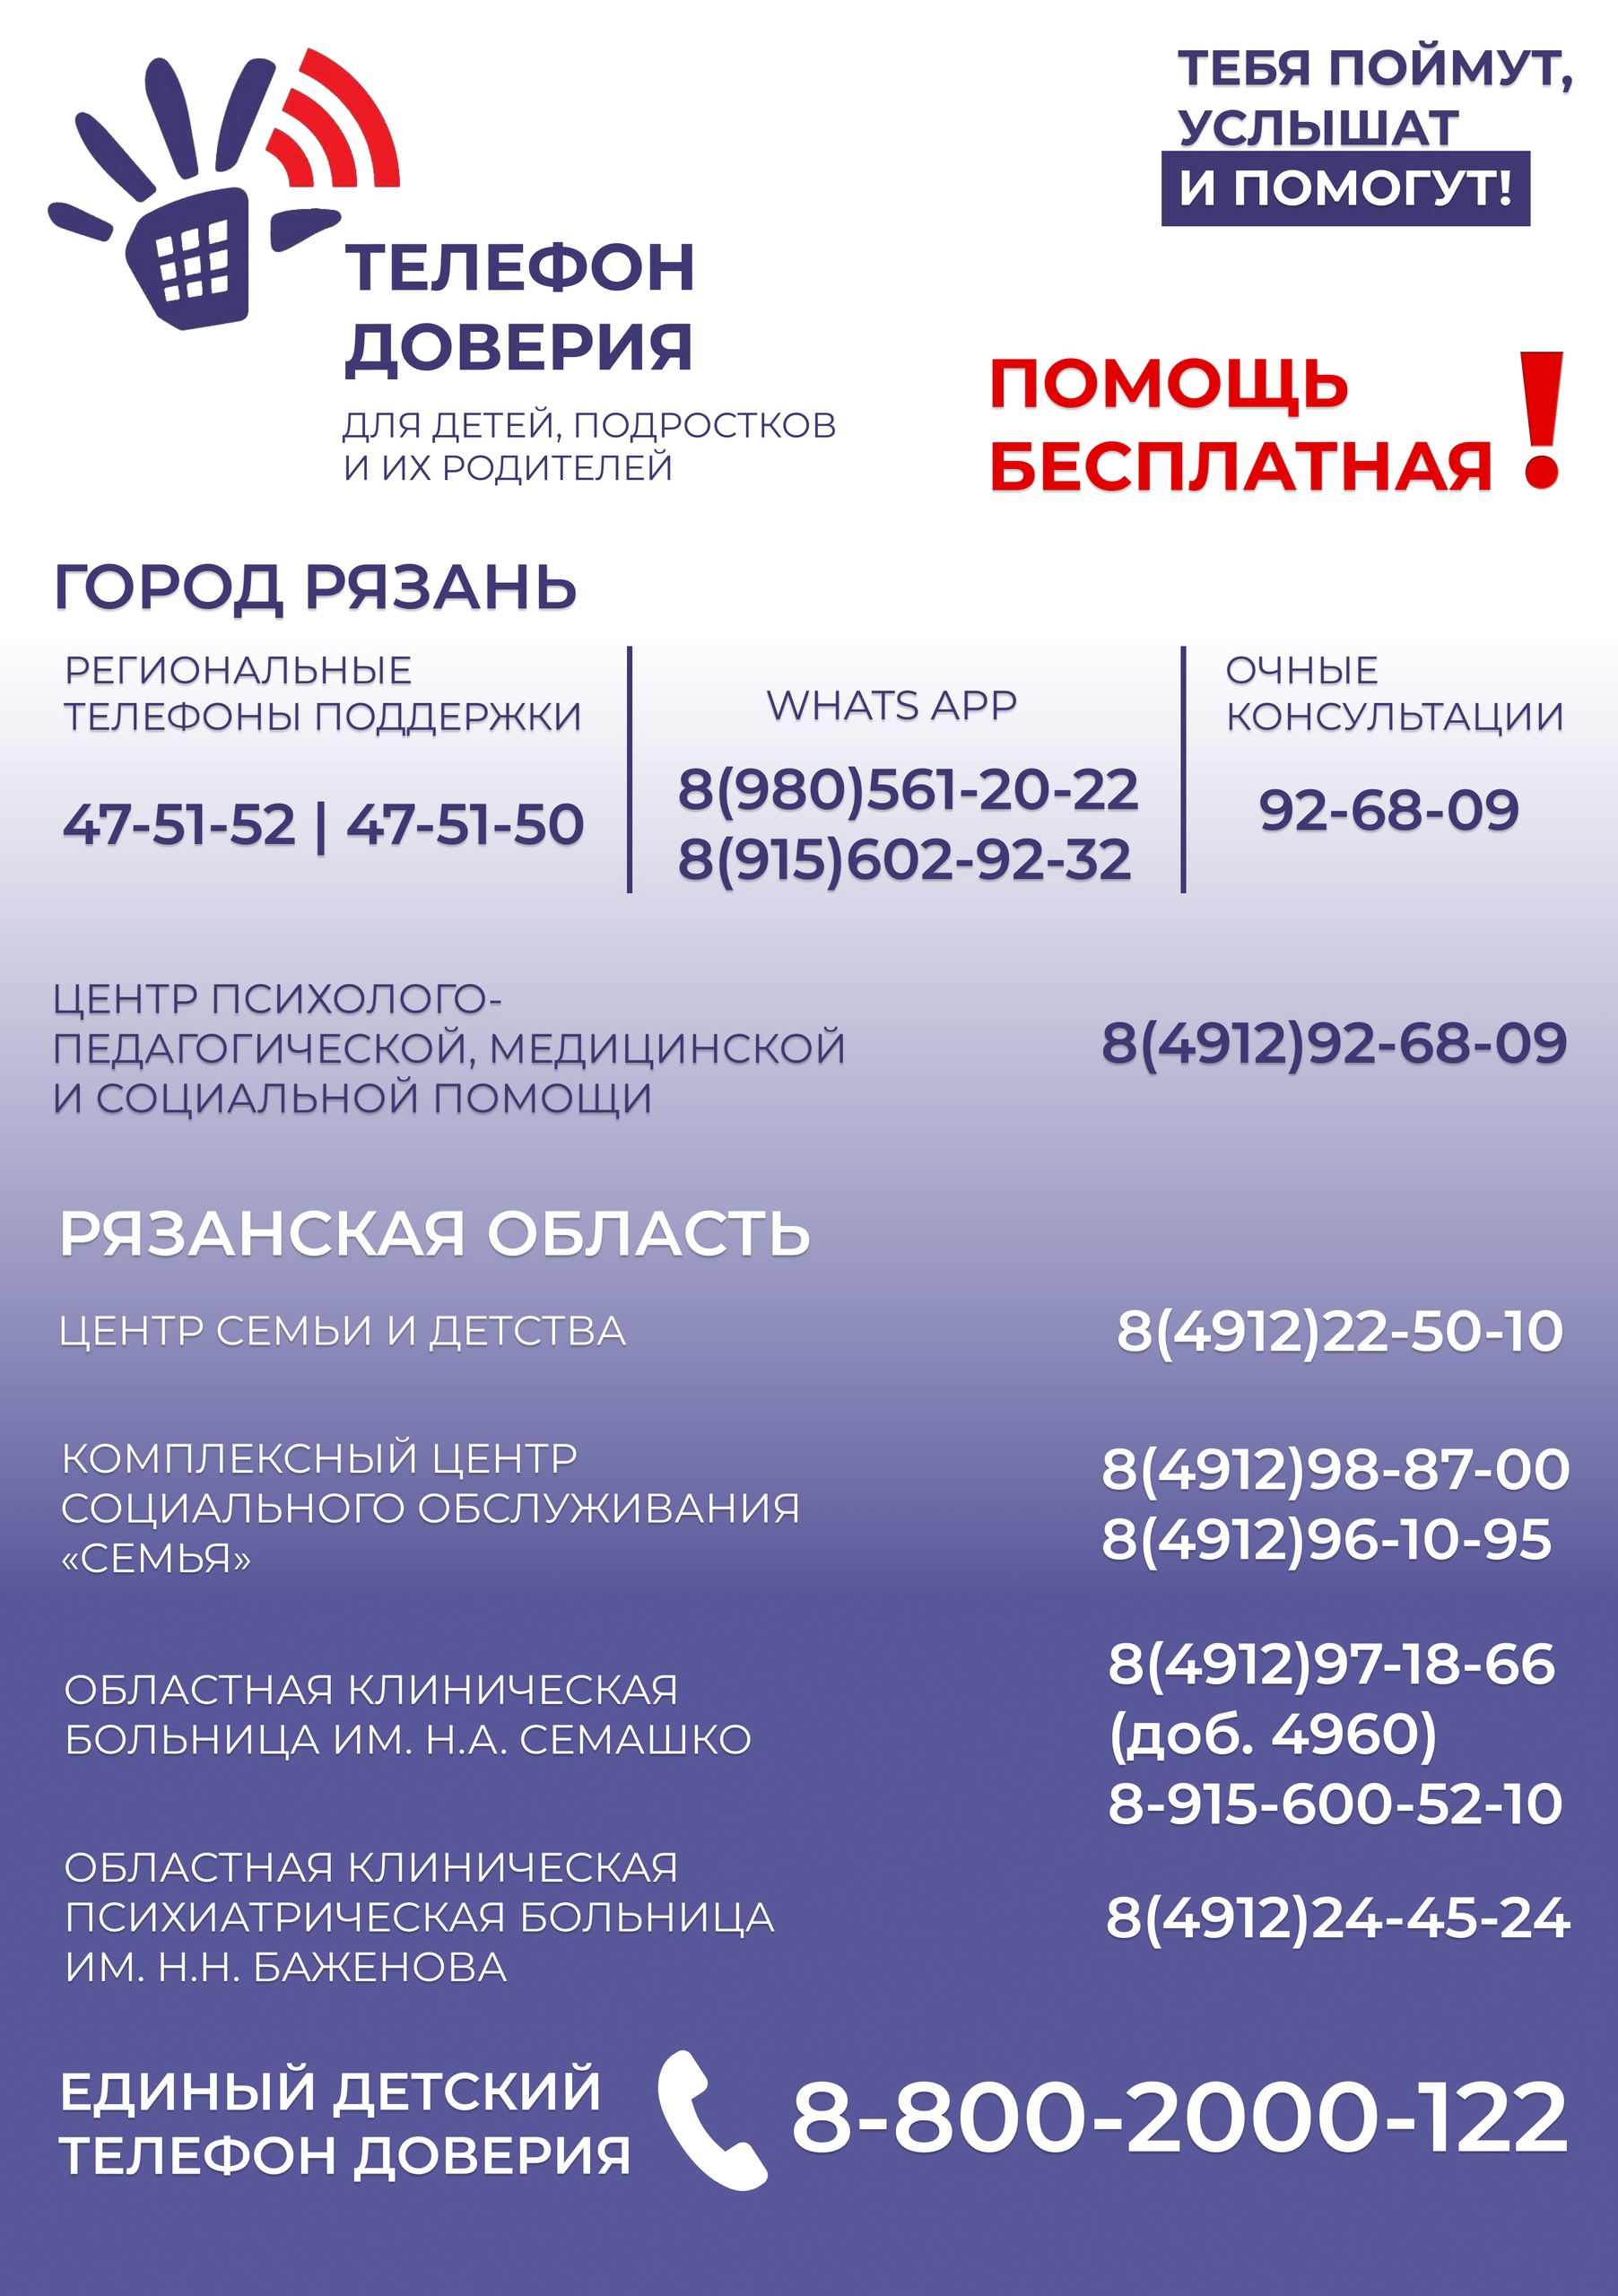 ТЕБЯ ПОЙМУТ,
УСЛЫШАТ
И ПОМОГУТ!
ТЕЛЕФОН
ДОВЕРИЯ
ДЛЯ ДЕТЕЙ, ПОДРОСТКОВ
И ИХ РОДИТЕЛЕЙ
ПОМОЩЬ
БЕСПЛАТНАЯ!
ГОРОД РЯЗАНЬ
РЕГИОНАЛЬНЫЕ
ТЕЛЕФОНЫ ПОДДЕРЖКИ
47-51-52 | 47-51-50
WHATS APP
8(980)561-20-22
8(915)602-92-32
ОЧНЫЕ
КОНСУЛЬТАЦИИ
92-68-09
ЦЕНТР ПСИХОЛОГО-
ПЕДАГОГИЧЕСКОЙ, МЕДИЦИНСКОЙ
И СОЦИАЛЬНОЙ ПОМОЩИ
8(4912)92-68-09
РЯЗАНСКАЯ ОБЛАСТЬ
ЦЕНТР СЕМЬИ И ДЕТСТВА
8(4912)22-50-10
КОМПЛЕКСНЫЙ ЦЕНТР
СОЦИАЛЬНОГО ОБСЛУЖИВАНИЯ
«СЕМЬЯ»
8(4912)98-87-00
8(4912)96-10-95
ОБЛАСТНАЯ КЛИНИЧЕСКАЯ
БОЛЬНИЦА ИМ. Н.А. СЕМАШКО
8(4912)97-18-66
(доб. 4960)
8-915-600-52-10
ОБЛАСТНАЯ КЛИНИЧЕСКАЯ
ПСИХИАТРИЧЕСКАЯ БОЛЬНИЦА
ИМ. Н.Н. БАЖЕНОВА
8(4912)24-45-24
ЕДИНЫЙ ДЕТСКИЙ
ТЕЛЕФОН ДОВЕРИЯ
8-800-2000-122